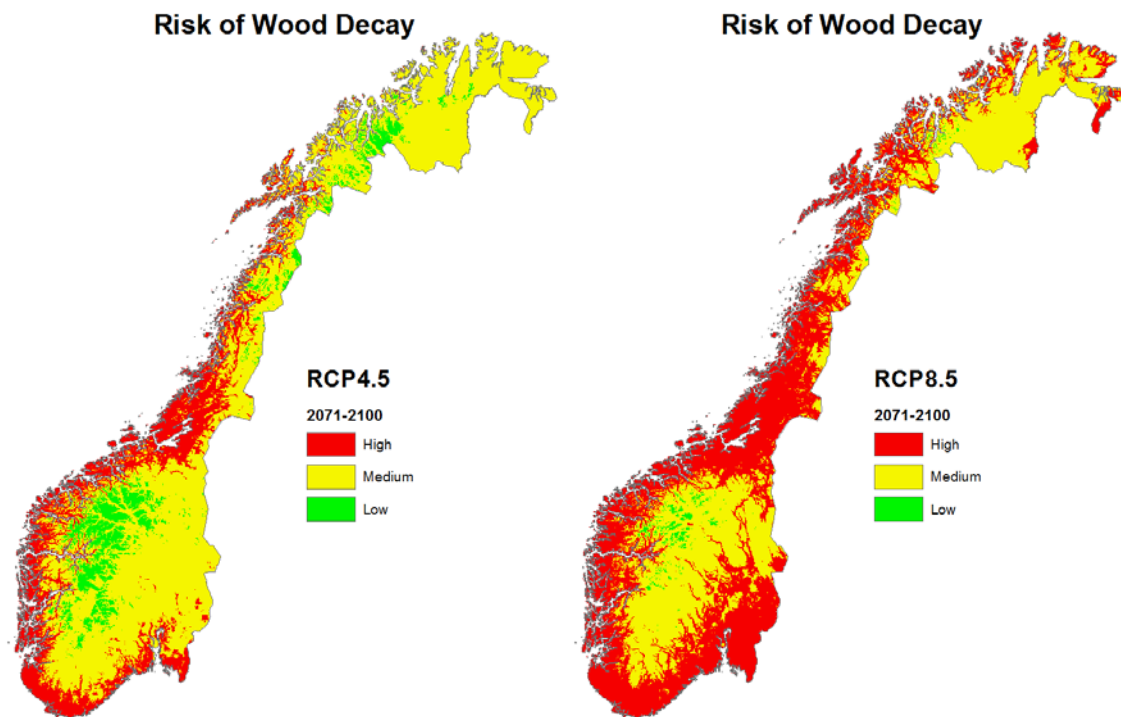 Risk of Wood Decay
RCP4.5
2071-2100
High
Medium
Low
Risk of Wood Decay
RCP8.5
2071-2100
High
Medium
Low